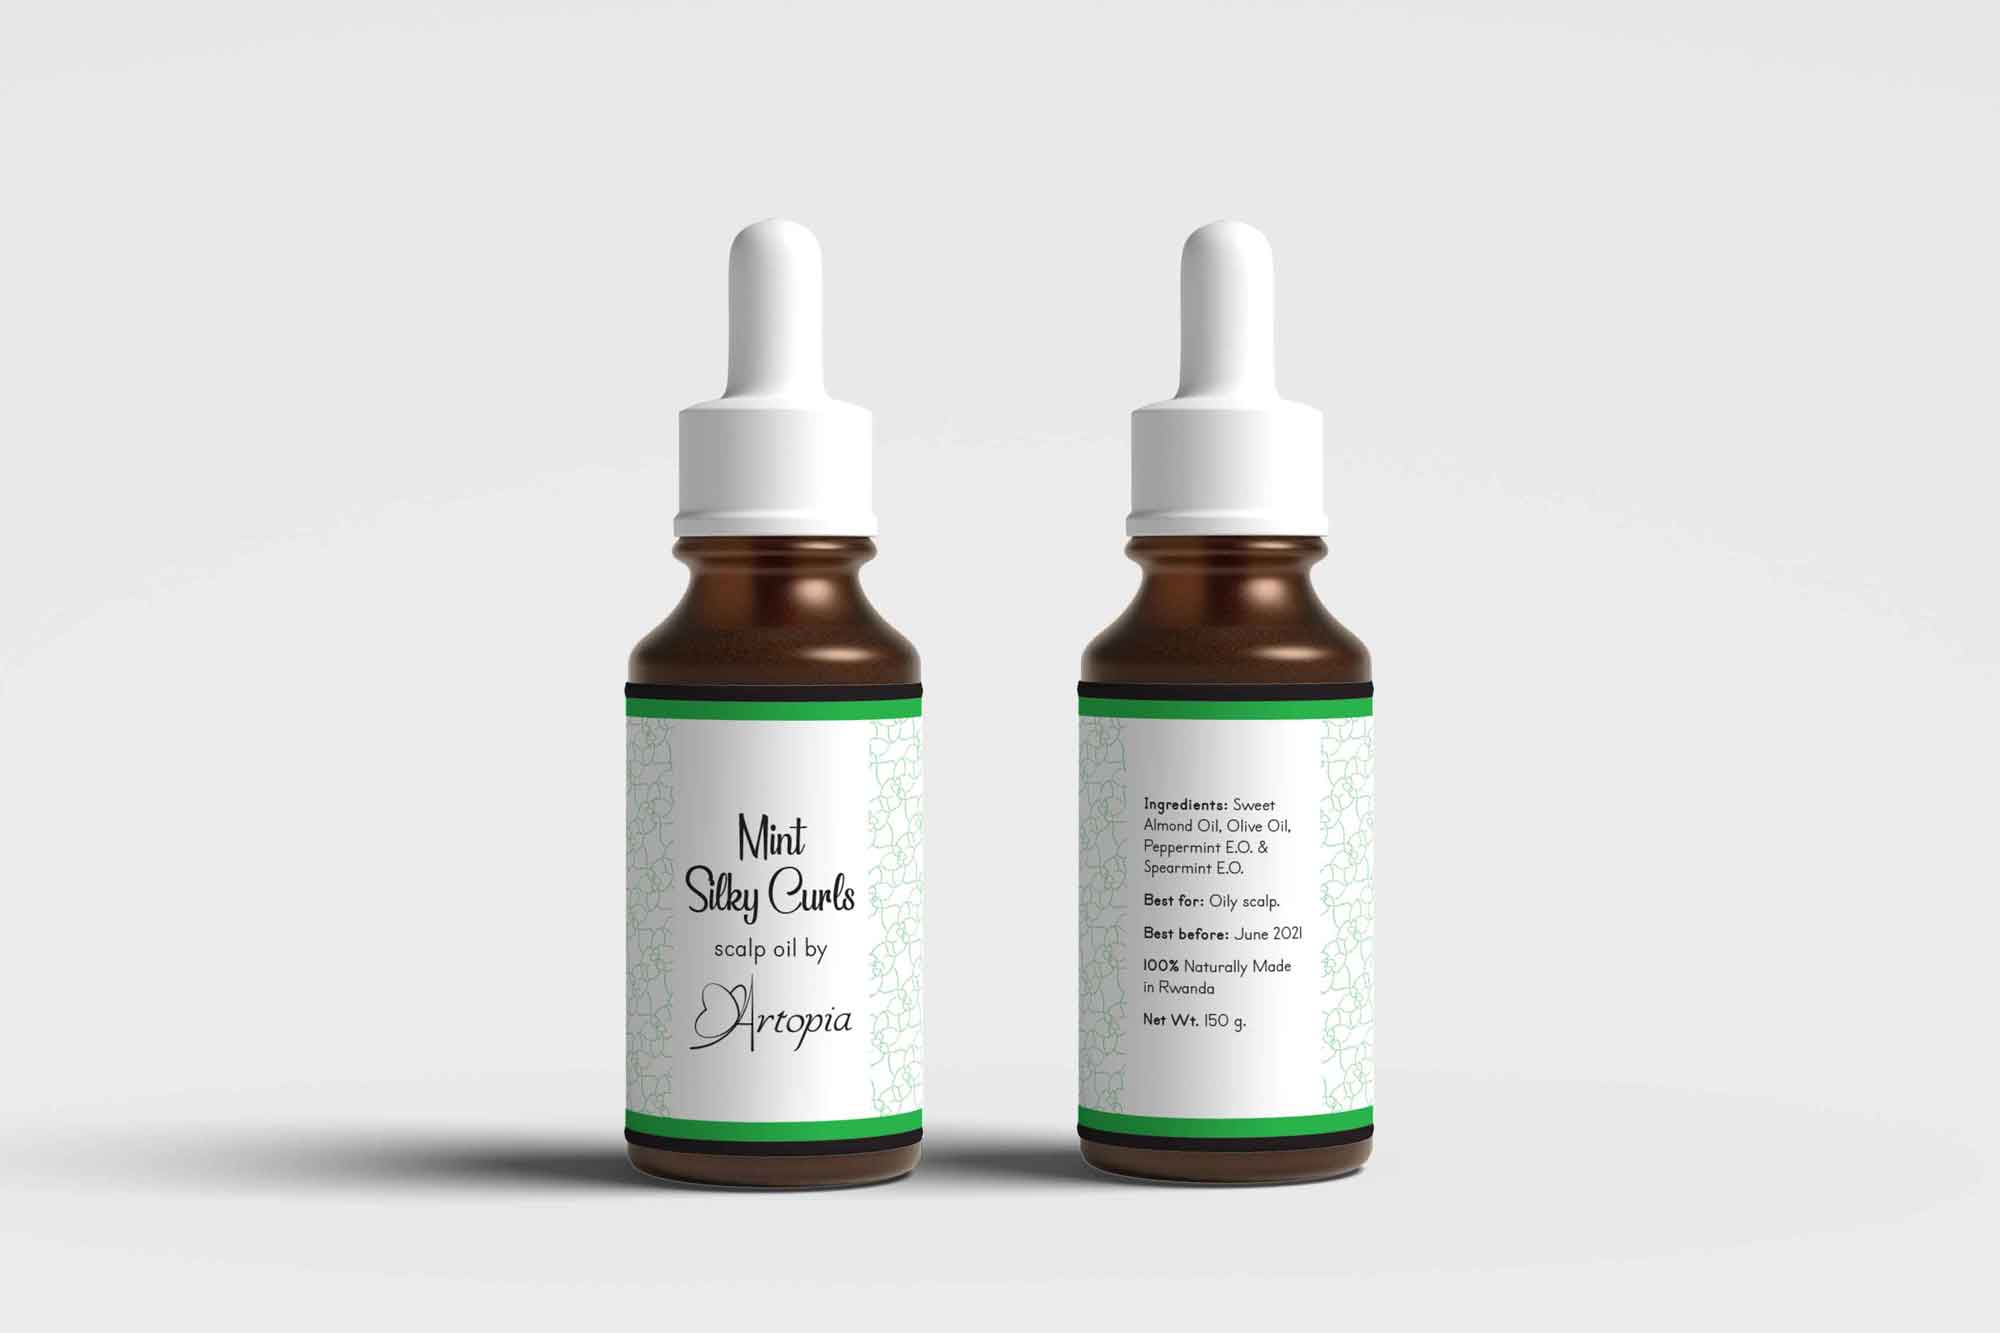 Mint
Silky Curls
scalp oil by
Artopia
Ingredients: Sweet
Almond Oil, Olive Oil,
Peppermint E.O. &
Spearmint E.O.
Best for: Oily scalp.
Best before: June 2021
100% Naturally Made
in Rwanda
Net Wt. 150 g.